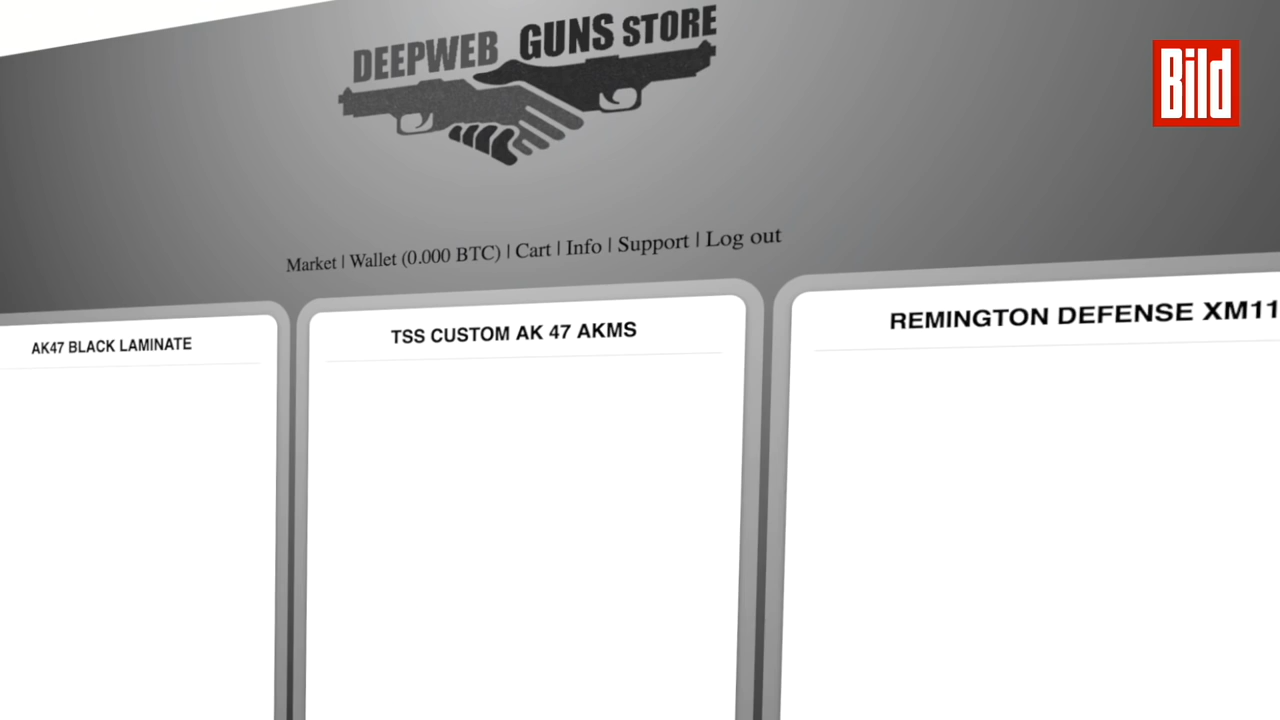 DEEPWEB GUNS STORE
Bild
Market | Wallet (0.000 BTC) | Cart | Info | Support | Log out
AK47 BLACK LAMINATE
TSS CUSTOM AK 47 AKMS
REMINGTON DEFENSE XM11